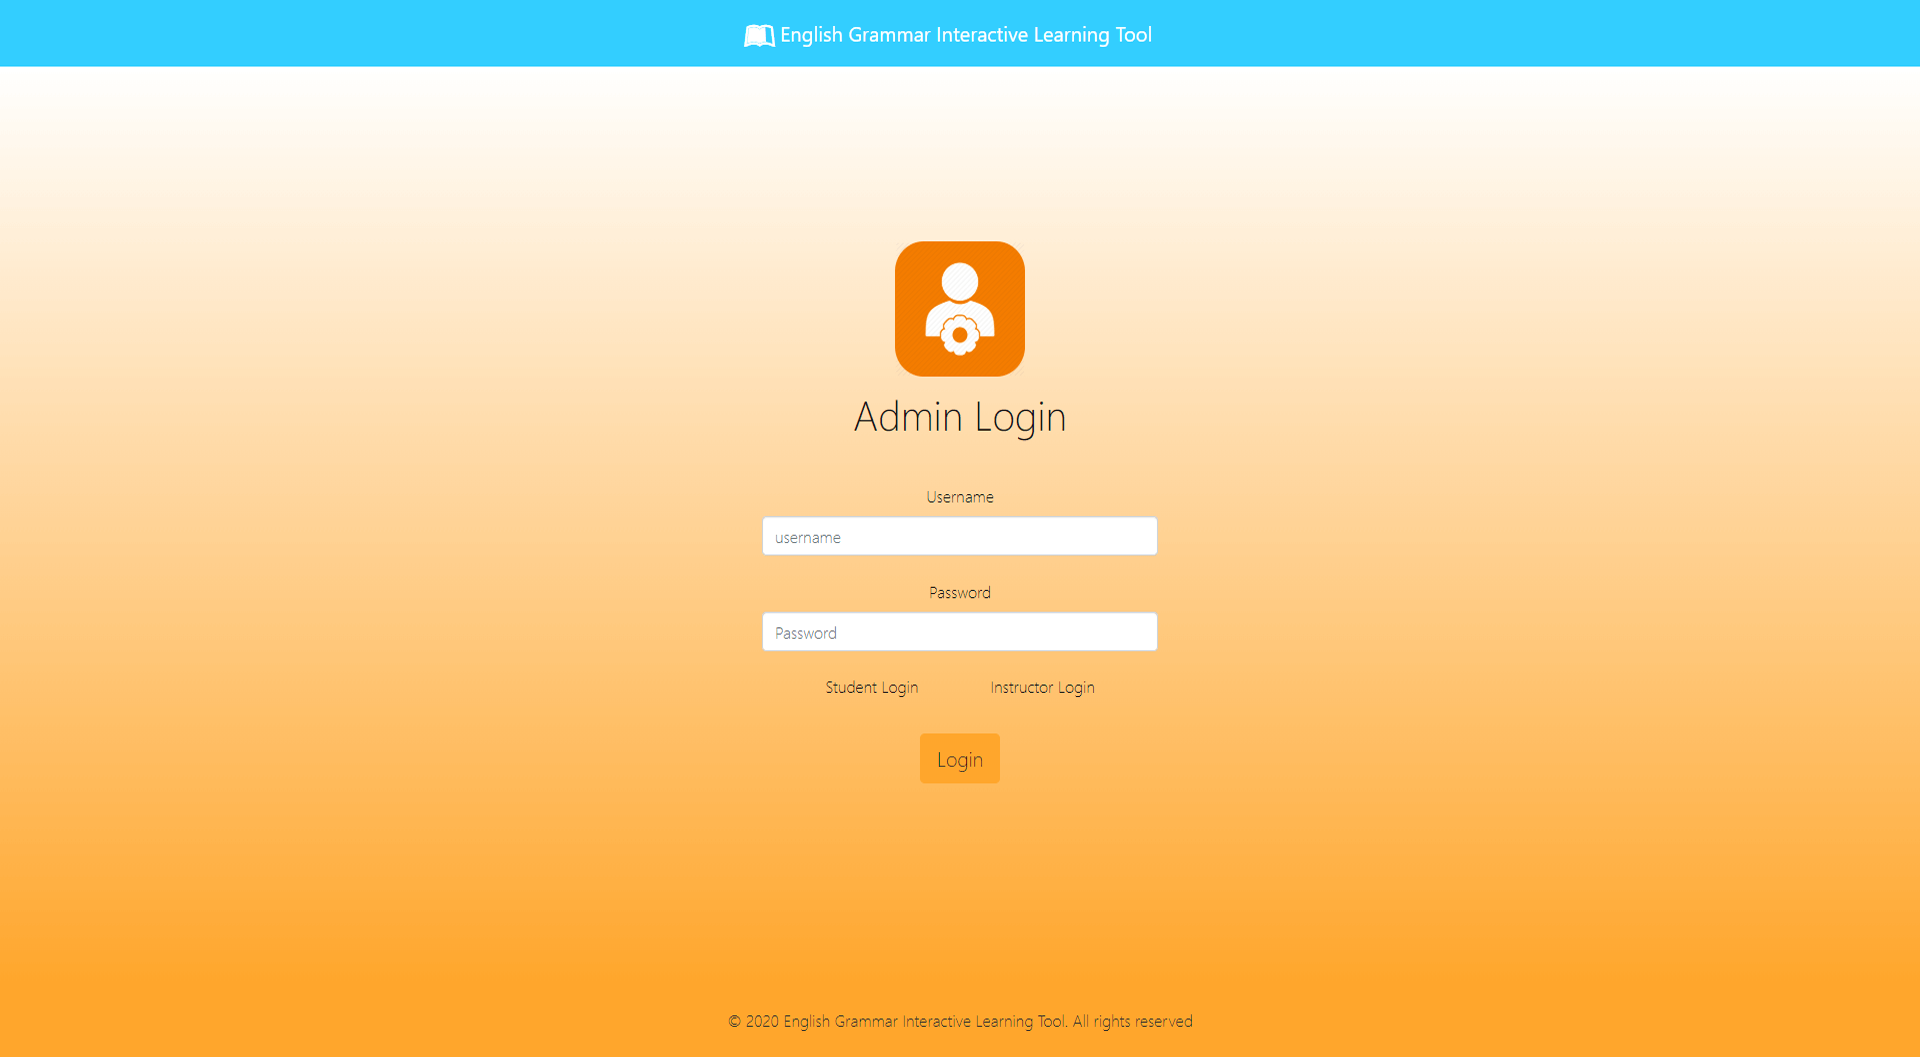 English Grammar Interactive Learning Tool
Admin Login
Username
username
Password
Password
Student Login Instructor Login
Login
© 2020 English Grammar Interactive Learning Tool. All rights reserved